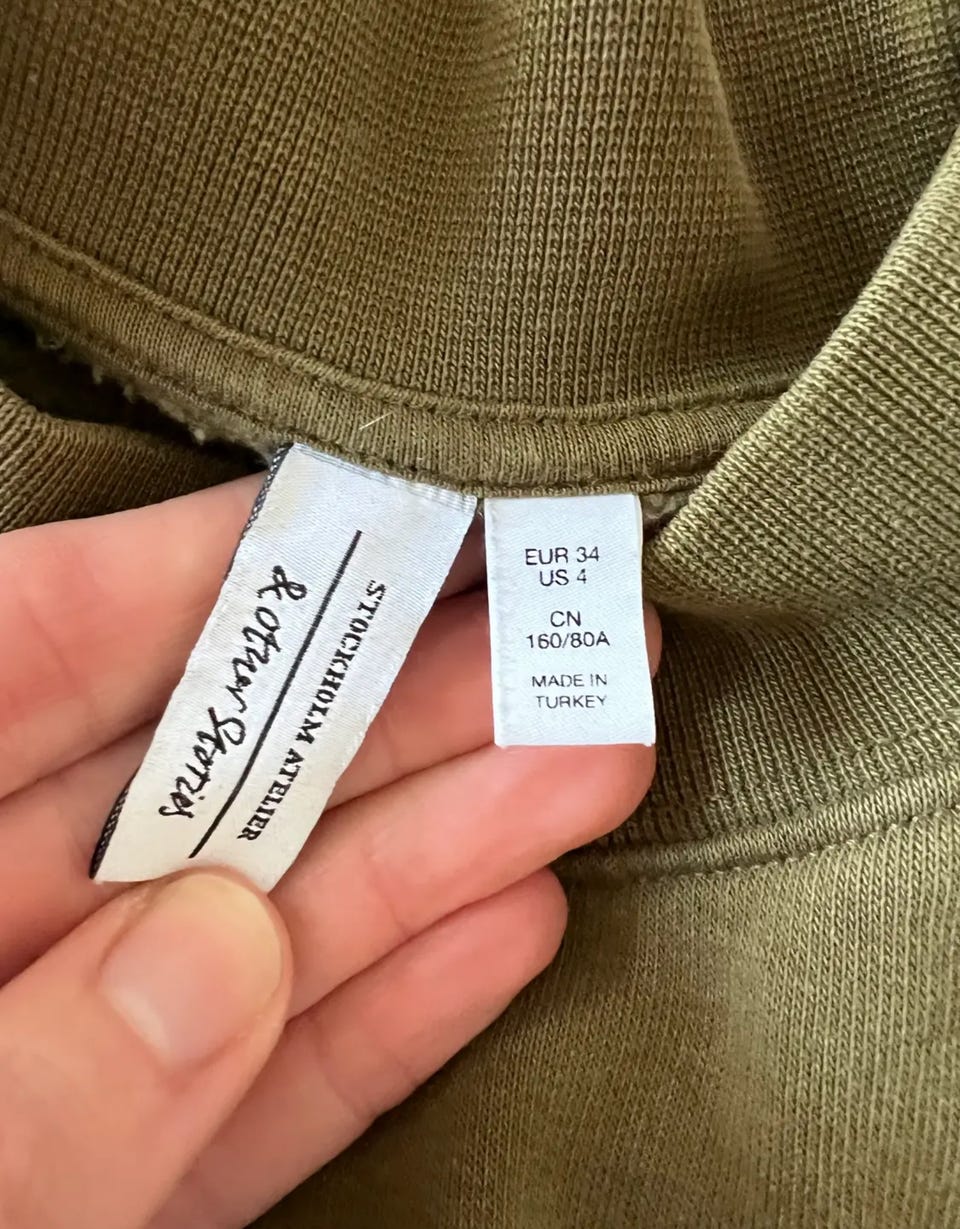 & other Stories
STOCKHOLM ATELIER
EUR 34
US 4
CN
160/80A
MADE IN
TURKEY